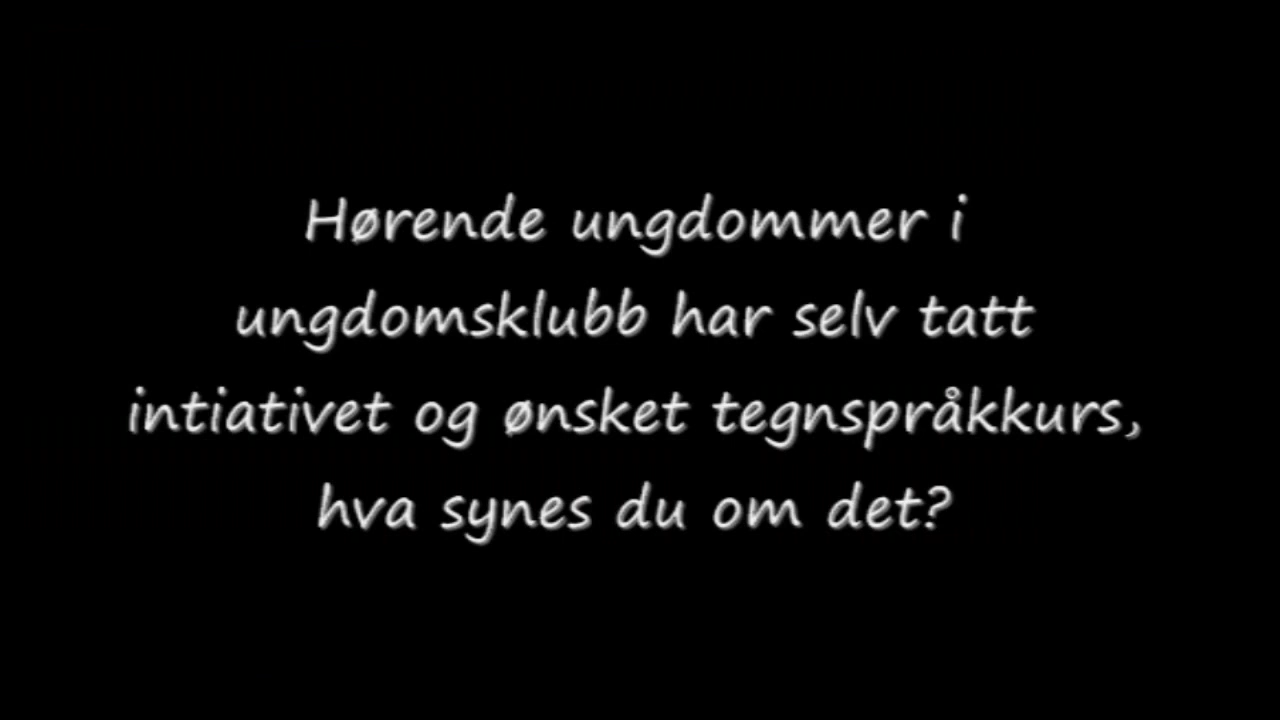 Hørende ungdommer i
ungdomsklubb har selv tatt
intiativet og ønsket tegnspråkkurs,
hva synes du om det?